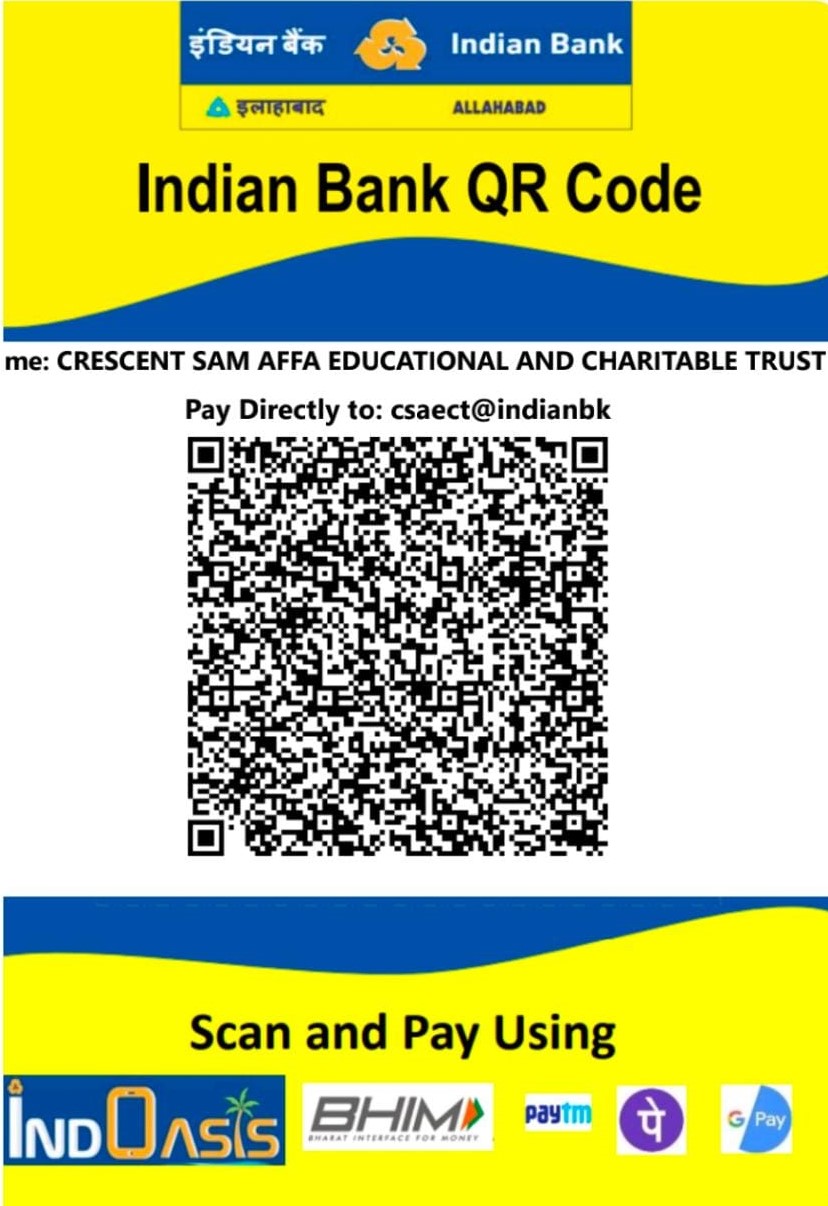 इंडियन बैंक Indian Bank
इलाहाबाद ALLAHABAD
Indian Bank QR Code
me: CRESCENT SAM AFFA EDUCATIONAL AND CHARITABLE TRUST
Pay Directly to: csaect@indianbk
Scan and Pay Using
INDOASIS
BHIM
BHARAT INTERFACE FOR MONEY
paytm
पे
G Pay